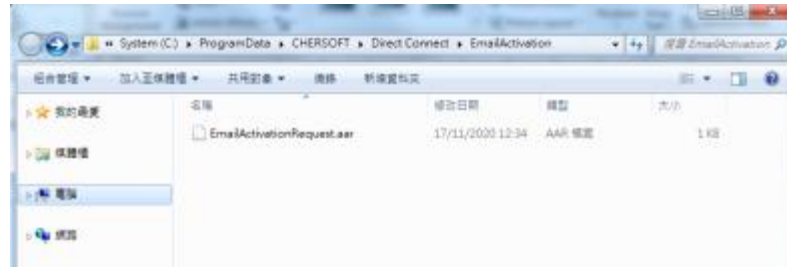 « System (C:) ▸ ProgramData ▸ CHERSOFT ▸ Direct Connect ▸ EmailActivation
搜尋 EmailActivation
組合管理 加入至媒體櫃 共用對象 燒錄 新增資料夾
名稱 修改日期 類型 大小
EmailActivationRequest.aar 17/11/2020 12:34 AAR 檔案 1 KB
我的最愛
媒體櫃
電腦
網路